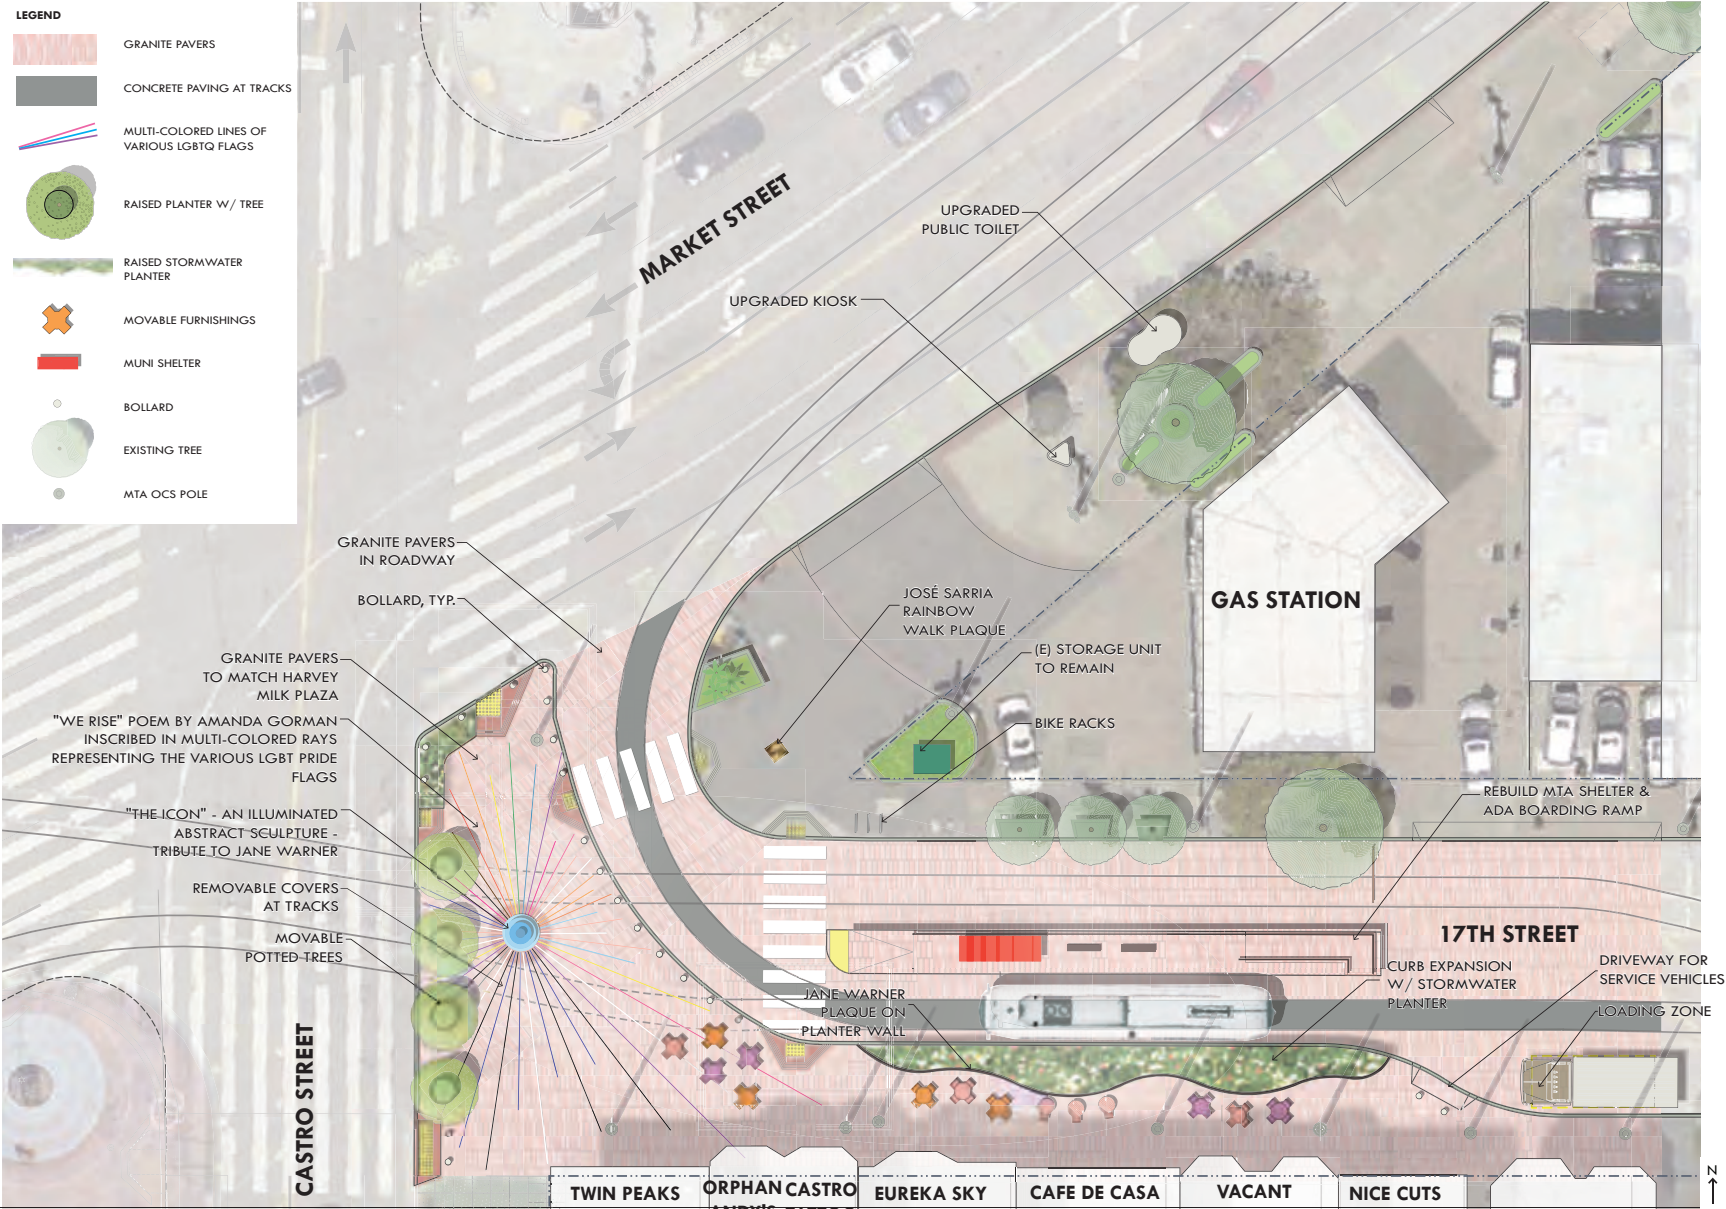 LEGEND
GRANITE PAVERS
CONCRETE PAVING AT TRACKS
MULTI-COLORED LINES OF
VARIOUS LGBTQ FLAGS
RAISED PLANTER W/ TREE
RAISED STORMWATER
PLANTER
MOVABLE FURNISHINGS
MUNI SHELTER
BOLLARD
EXISTING TREE
MTA OCS POLE
MARKET STREET
UPGRADED
PUBLIC TOILET
UPGRADED KIOSK
GRANITE PAVERS
IN ROADWAY
BOLLARD, TYP.
GRANITE PAVERS
TO MATCH HARVEY
MILK PLAZA
"WE RISE" POEM BY AMANDA GORMAN
INSCRIBED IN MULTI-COLORED RAYS
REPRESENTING THE VARIOUS LGBT PRIDE
FLAGS
"THE ICON" - AN ILLUMINATED
ABSTRACT SCULPTURE -
TRIBUTE TO JANE WARNER
REMOVABLE COVERS
AT TRACKS
MOVABLE
POTTED TREES
JOSÉ SARRIA
RAINBOW
WALK PLAQUE
(E) STORAGE UNIT
TO REMAIN
BIKE RACKS
GAS STATION
REBUILD MTA SHELTER &
ADA BOARDING RAMP
17TH STREET
CURB EXPANSION
W/ STORMWATER
PLANTER
DRIVEWAY FOR
SERVICE VEHICLES
LOADING ZONE
JANE WARNER
PLAQUE ON
PLANTER WALL
CASTRO STREET
TWIN PEAKS
ORPHAN
CASTRO
EUREKA SKY
CAFE DE CASA
VACANT
NICE CUTS
N